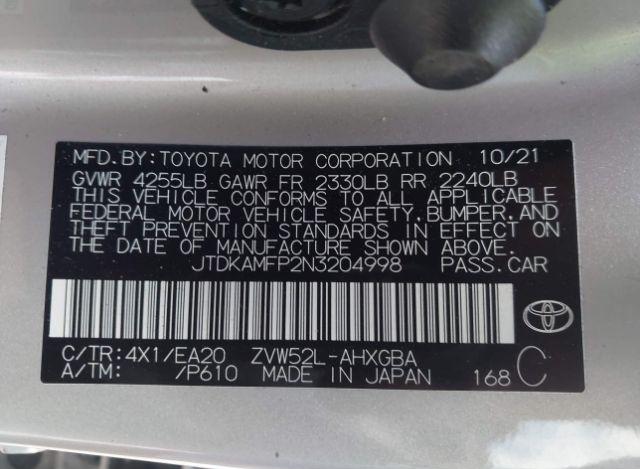 MFD.BY:TOYOTA MOTOR CORPORATION 10/21
GVWR 4255LB GAWR FR 2330LB RR 2240LB
THIS VEHICLE CONFORMS TO ALL APPLICABLE
FEDERAL MOTOR VEHICLE SAFETY,BUMPER,AND
THEFT PREVENTION STANDARDS IN EFFECT ON
THE DATE OF MANUFACTURE SHOWN ABOVE.
JTDKAMFP2N3204998 PASS.CAR
C/TR:4X1/EA20 ZVW52L-AHXGBA
A/TM: /P610 MADE IN JAPAN 168 C